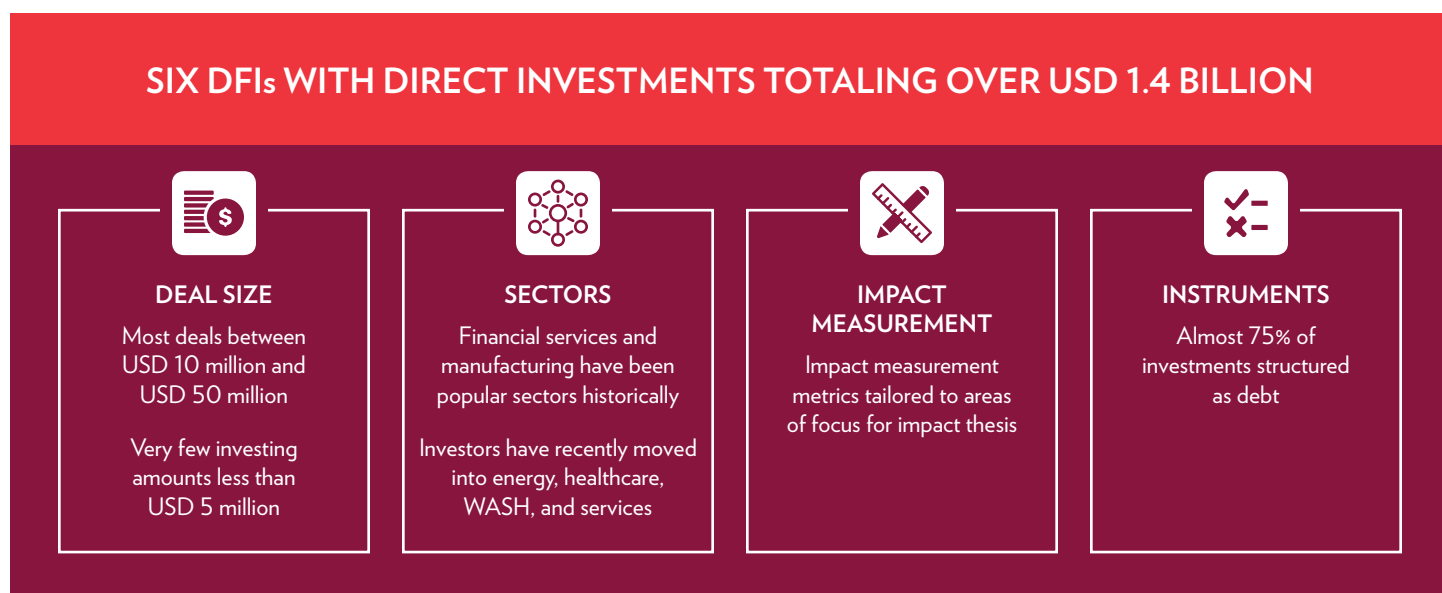 SIX DFIs WITH DIRECT INVESTMENTS TOTALING OVER USD 1.4 BILLION
$
DEAL SIZE
Most deals between
USD 10 million and
USD 50 million
Very few investing
amounts less than
USD 5 million
SECTORS
Financial services and
manufacturing have been
popular sectors historically
Investors have recently moved
into energy, healthcare,
WASH, and services
IMPACT
MEASUREMENT
Impact measurement
metrics tailored to areas
of focus for impact thesis
INSTRUMENTS
Almost 75% of
investments structured
as debt